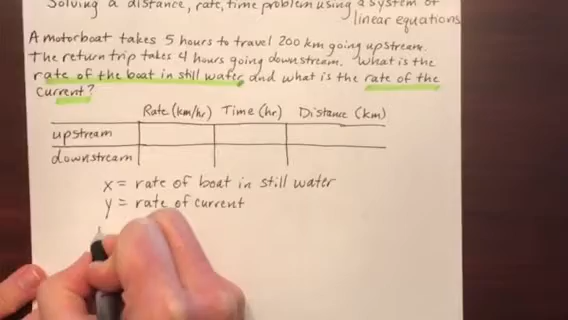 Solving a distance, rate, time problem using a system of
linear equations
A motorboat takes 5 hours to travel 200 km going upstream.
The return trip takes 4 hours going downstream. What is the
rate of the boat in still water and what is the rate of the
current?
Rate (km/hr) Time (hr) Distance (km)
upstream
downstream
x = rate of boat in still water
y = rate of current